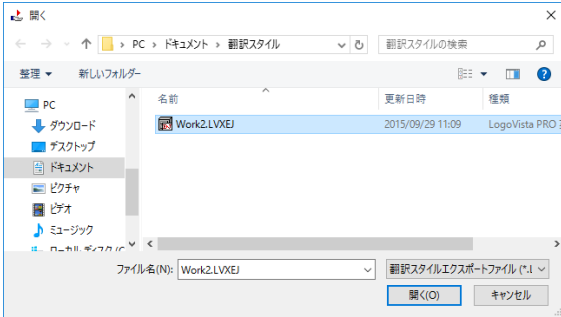 開く
PC › ドキュメント › 翻訳スタイル
翻訳スタイルの検索
整理 新しいフォルダー
名前 更新日時 種類
Work2.LVXEJ 2015/09/29 11:09 LogoVista PRO
PC
ダウンロード
デスクトップ
ドキュメント
ピクチャ
ビデオ
ミュージック
ファイル名(N): Work2.LVXEJ
翻訳スタイルエクスポートファイル (*.L
開く(O) キャンセル